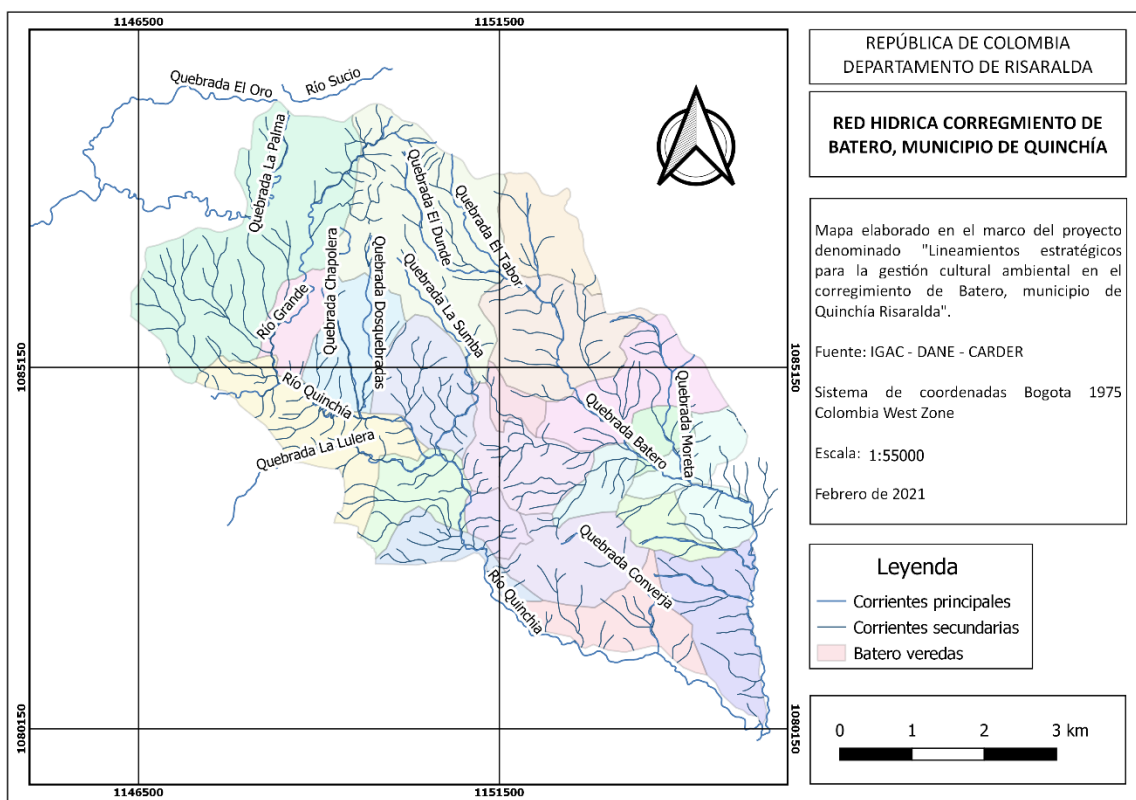 1146500
1151500
Quebrada El Oro
Río Sucio
Quebrada La Palma
Quebrada El Dunde
Quebrada El Tabor
Quebrada Chapolera
Quebrada Dosquebradas
Quebrada La Sumba
Río Grande
1085150
1085150
Río Quinchía
Quebrada La Lulera
Quebrada Batero
Quebrada Moreta
Quebrada Converja
Río Quinchía
1080150
1080150
1146500
1151500
REPÚBLICA DE COLOMBIA
DEPARTAMENTO DE RISARALDA
RED HIDRICA CORREGMIENTO DE
BATERO, MUNICIPIO DE QUINCHÍA
Mapa elaborado en el marco del proyecto
denominado "Lineamientos estratégicos
para la gestión cultural ambiental en el
corregimiento de Batero, municipio de
Quinchía Risaralda".
Fuente: IGAC - DANE - CARDER
Sistema de coordenadas Bogota 1975
Colombia West Zone
Escala: 1:55000
Febrero de 2021
Leyenda
Corrientes principales
Corrientes secundarias
Batero veredas
0 1 2 3 km